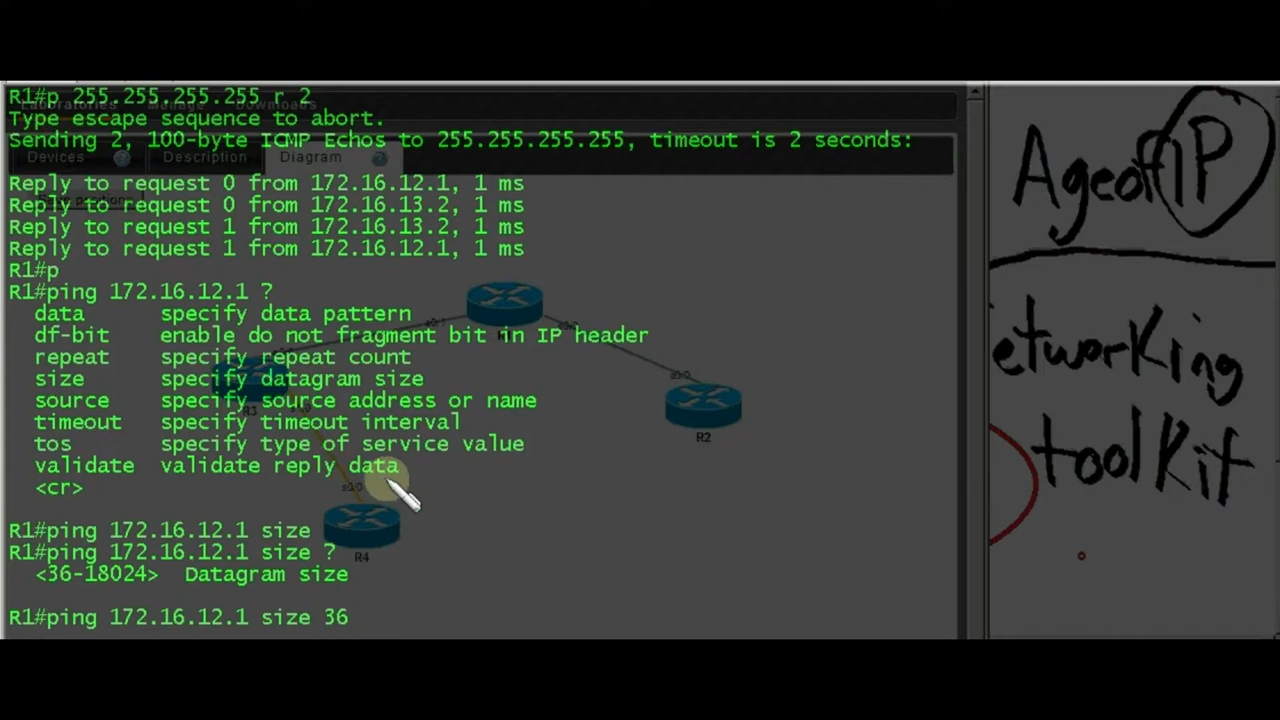 R1#p 255.255.255.255 r 2
Type escape sequence to abort.
Sending 2, 100-byte ICMP Echos to 255.255.255.255, timeout is 2 seconds:
Devices
Description
Diagram
Reply to request 0 from 172.16.12.1, 1 ms
Reply to request 0 from 172.16.13.2, 1 ms
Reply to request 1 from 172.16.13.2, 1 ms
Reply to request 1 from 172.16.12.1, 1 ms
R1#p
R1#ping 172.16.12.1 ?
data specify data pattern
df-bit enable do not fragment bit in IP header
repeat specify repeat count
size specify datagram size
source specify source address or name
timeout specify timeout interval
tos specify type of service value
validate validate reply data
<cr>
R1#ping 172.16.12.1 size
R1#ping 172.16.12.1 size ?
<36-18024> Datagram size
R1#ping 172.16.12.1 size 36
R3
R2
s0/0
R4
AgeofIP
etworking
toolkit